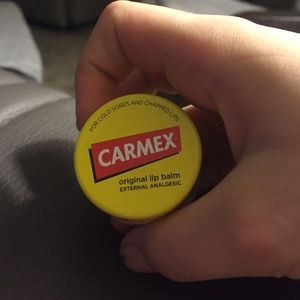 FOR COLD SORES AND CHAPPED LIPS
CARMEX
original lip balm
EXTERNAL ANALGESIC